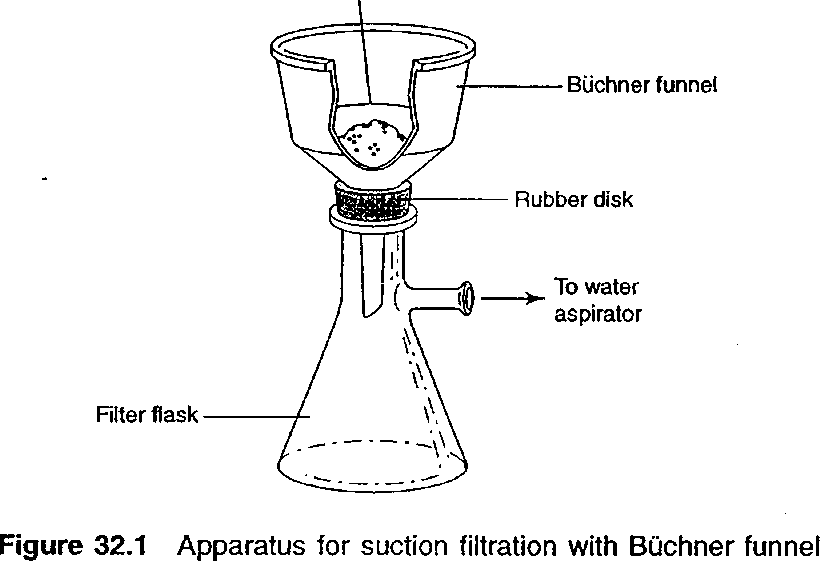 Büchner funnel
Rubber disk
To water
aspirator
Filter flask
Figure 32.1 Apparatus for suction filtration with Büchner funnel